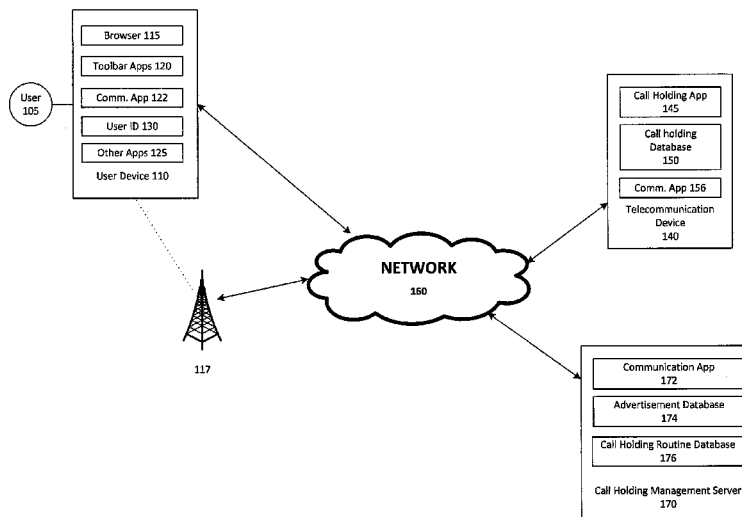 Browser 115
Toolbar Apps 120
Comm. App 122
User ID 130
Other Apps 125
User Device 110
User
105
117
NETWORK
160
Call Holding App
145
Call holding
Database
150
Comm. App 156
Telecommunication
Device
140
Communication App
172
Advertisement Database
174
Call Holding Routine Database
176
Call Holding Management Server
170